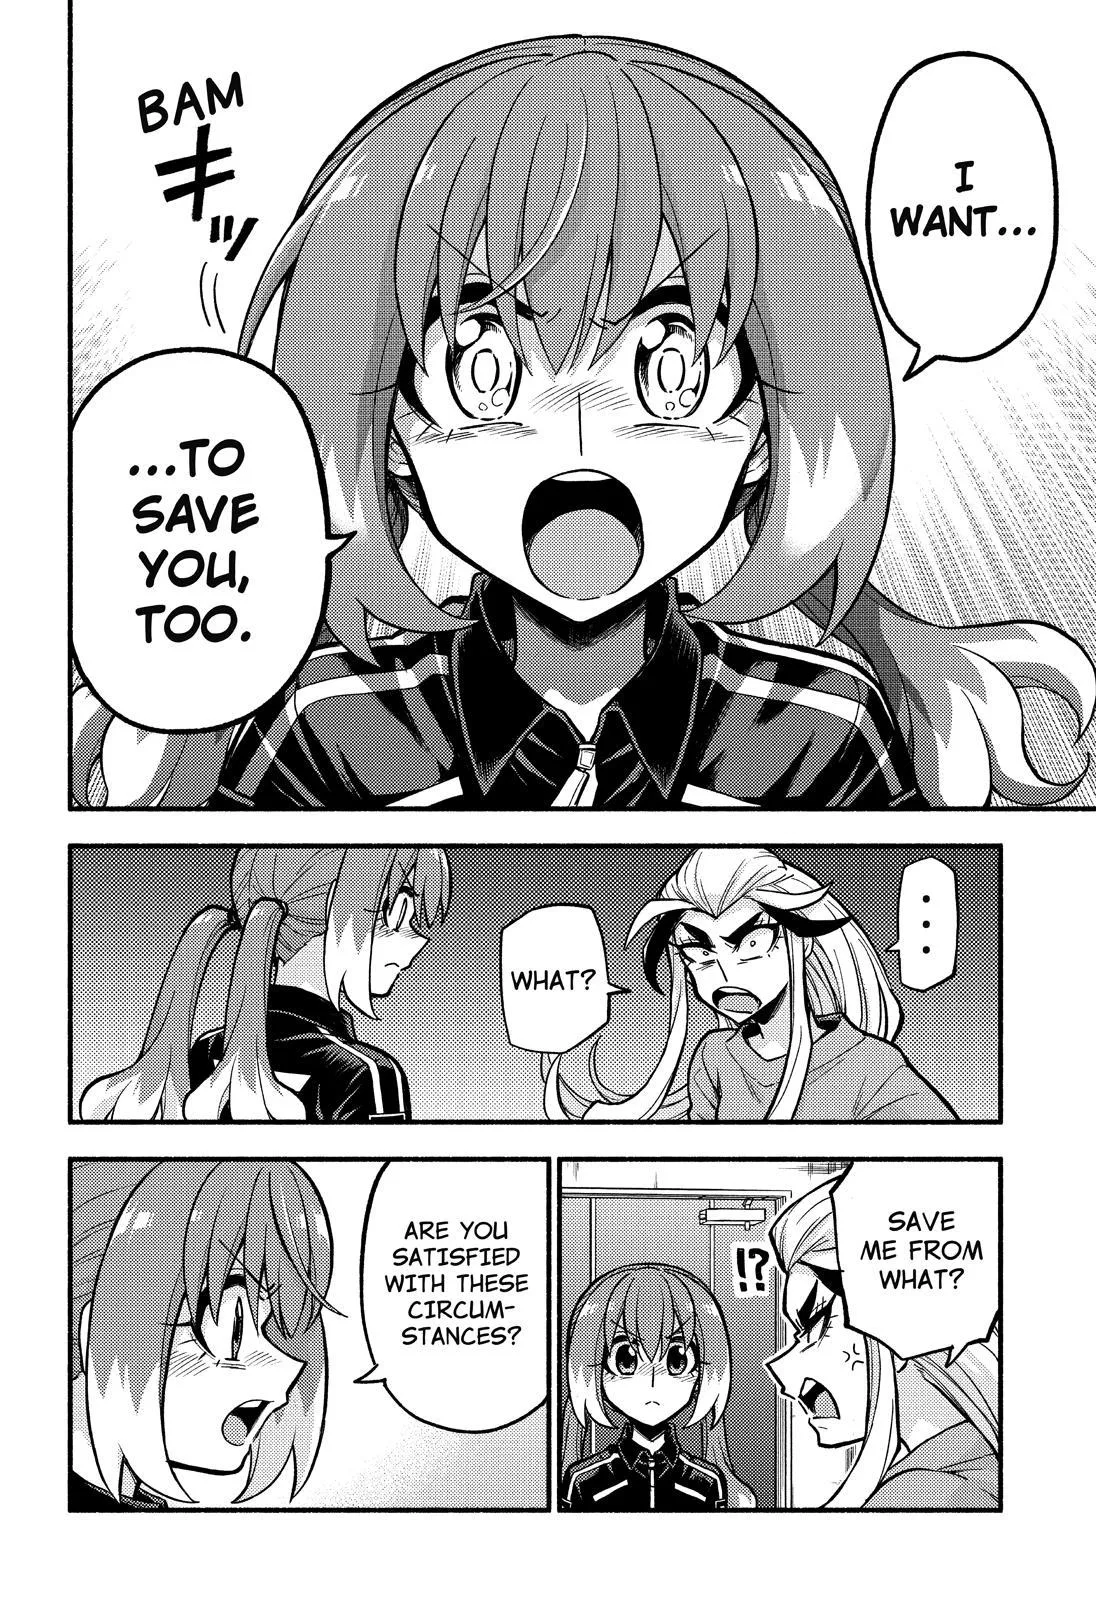 I
WANT...
BAM
キッ
...TO
SAVE
YOU,
TOO.
...
WHAT?
SAVE
ME FROM
WHAT?
!?
ARE YOU
SATISFIED
WITH THESE
CIRCUM-
STANCES?